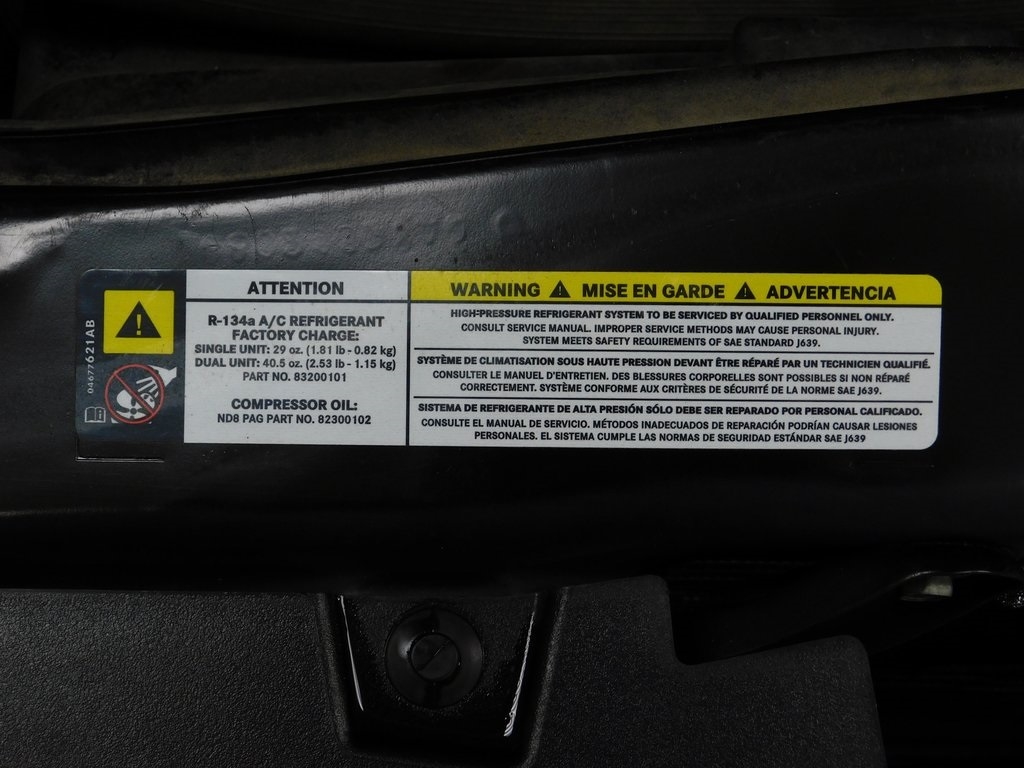 04677621AB
ATTENTION
R-134a A/C REFRIGERANT
FACTORY CHARGE:
SINGLE UNIT: 29 oz. (1.81 lb - 0.82 kg)
DUAL UNIT: 40.5 oz. (2.53 lb - 1.15 kg)
PART NO. 83200101
COMPRESSOR OIL:
ND8 PAG PART NO. 82300102
WARNING MISE EN GARDE ADVERTENCIA
HIGH-PRESSURE REFRIGERANT SYSTEM TO BE SERVICED BY QUALIFIED PERSONNEL ONLY.
CONSULT SERVICE MANUAL. IMPROPER SERVICE METHODS MAY CAUSE PERSONAL INJURY.
SYSTEM MEETS SAFETY REQUIREMENTS OF SAE STANDARD J639.
SYSTÈME DE CLIMATISATION SOUS HAUTE PRESSION DEVANT ÊTRE RÉPARÉ PAR UN TECHNICIEN QUALIFIÉ.
CONSULTER LE MANUEL D'ENTRETIEN. DES BLESSURES CORPORELLES SONT POSSIBLES SI NON RÉPARÉ
CORRECTEMENT. SYSTÈME CONFORME AUX CRITÈRES DE SÉCURITÉ DE LA NORME SAE J639.
SISTEMA DE REFRIGERANTE DE ALTA PRESIÓN SÓLO DEBE SER REPARADO POR PERSONAL CALIFICADO.
CONSULTE EL MANUAL DE SERVICIO. MÉTODOS INADECUADOS DE REPARACIÓN PODRÍAN CAUSAR LESIONES
PERSONALES. EL SISTEMA CUMPLE LAS NORMAS DE SEGURIDAD ESTÁNDAR SAE J639